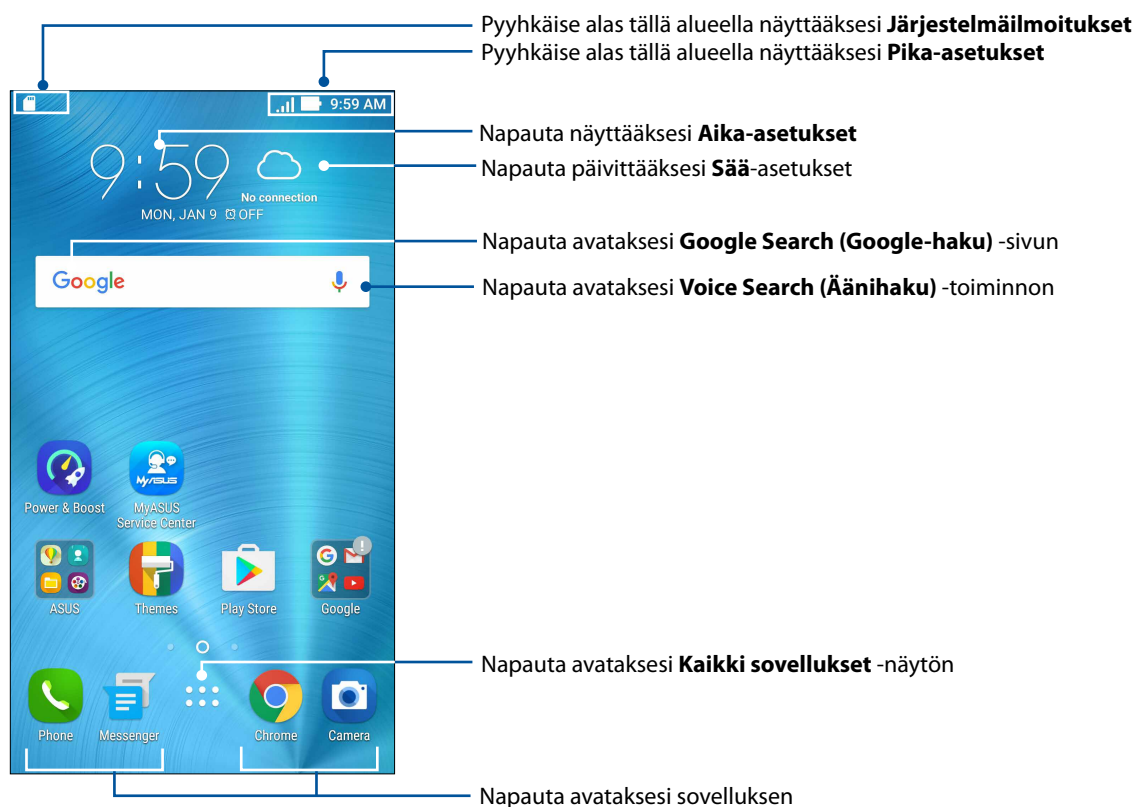 Pyyhkäise alas tällä alueella näyttääksesi Järjestelmäilmoitukset
Pyyhkäise alas tällä alueella näyttääksesi Pika-asetukset
9:59 AM
Napauta näyttääksesi Aika-asetukset
9:59
Napauta päivittääksesi Sää-asetukset
No connection
MON, JAN 9 OFF
Napauta avataksesi Google Search (Google-haku) -sivun
Google
Napauta avataksesi Voice Search (Äänihaku) -toiminnon
MyASUS
Power & Boost
MyASUS
Service Center
ASUS
Themes
Play Store
Google
Napauta avataksesi Kaikki sovellukset -näytön
Phone
Messenger
Chrome
Camera
Napauta avataksesi sovelluksen